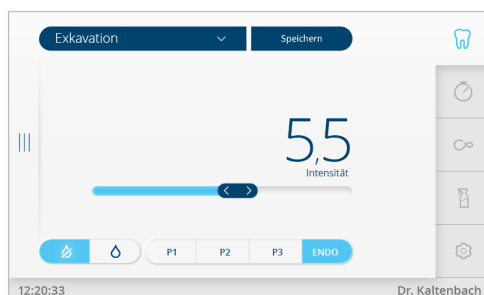 Exkavation Speichern
5,5
Intensität
P1 P2 P3 ENDO
12:20:33 Dr. Kaltenbach